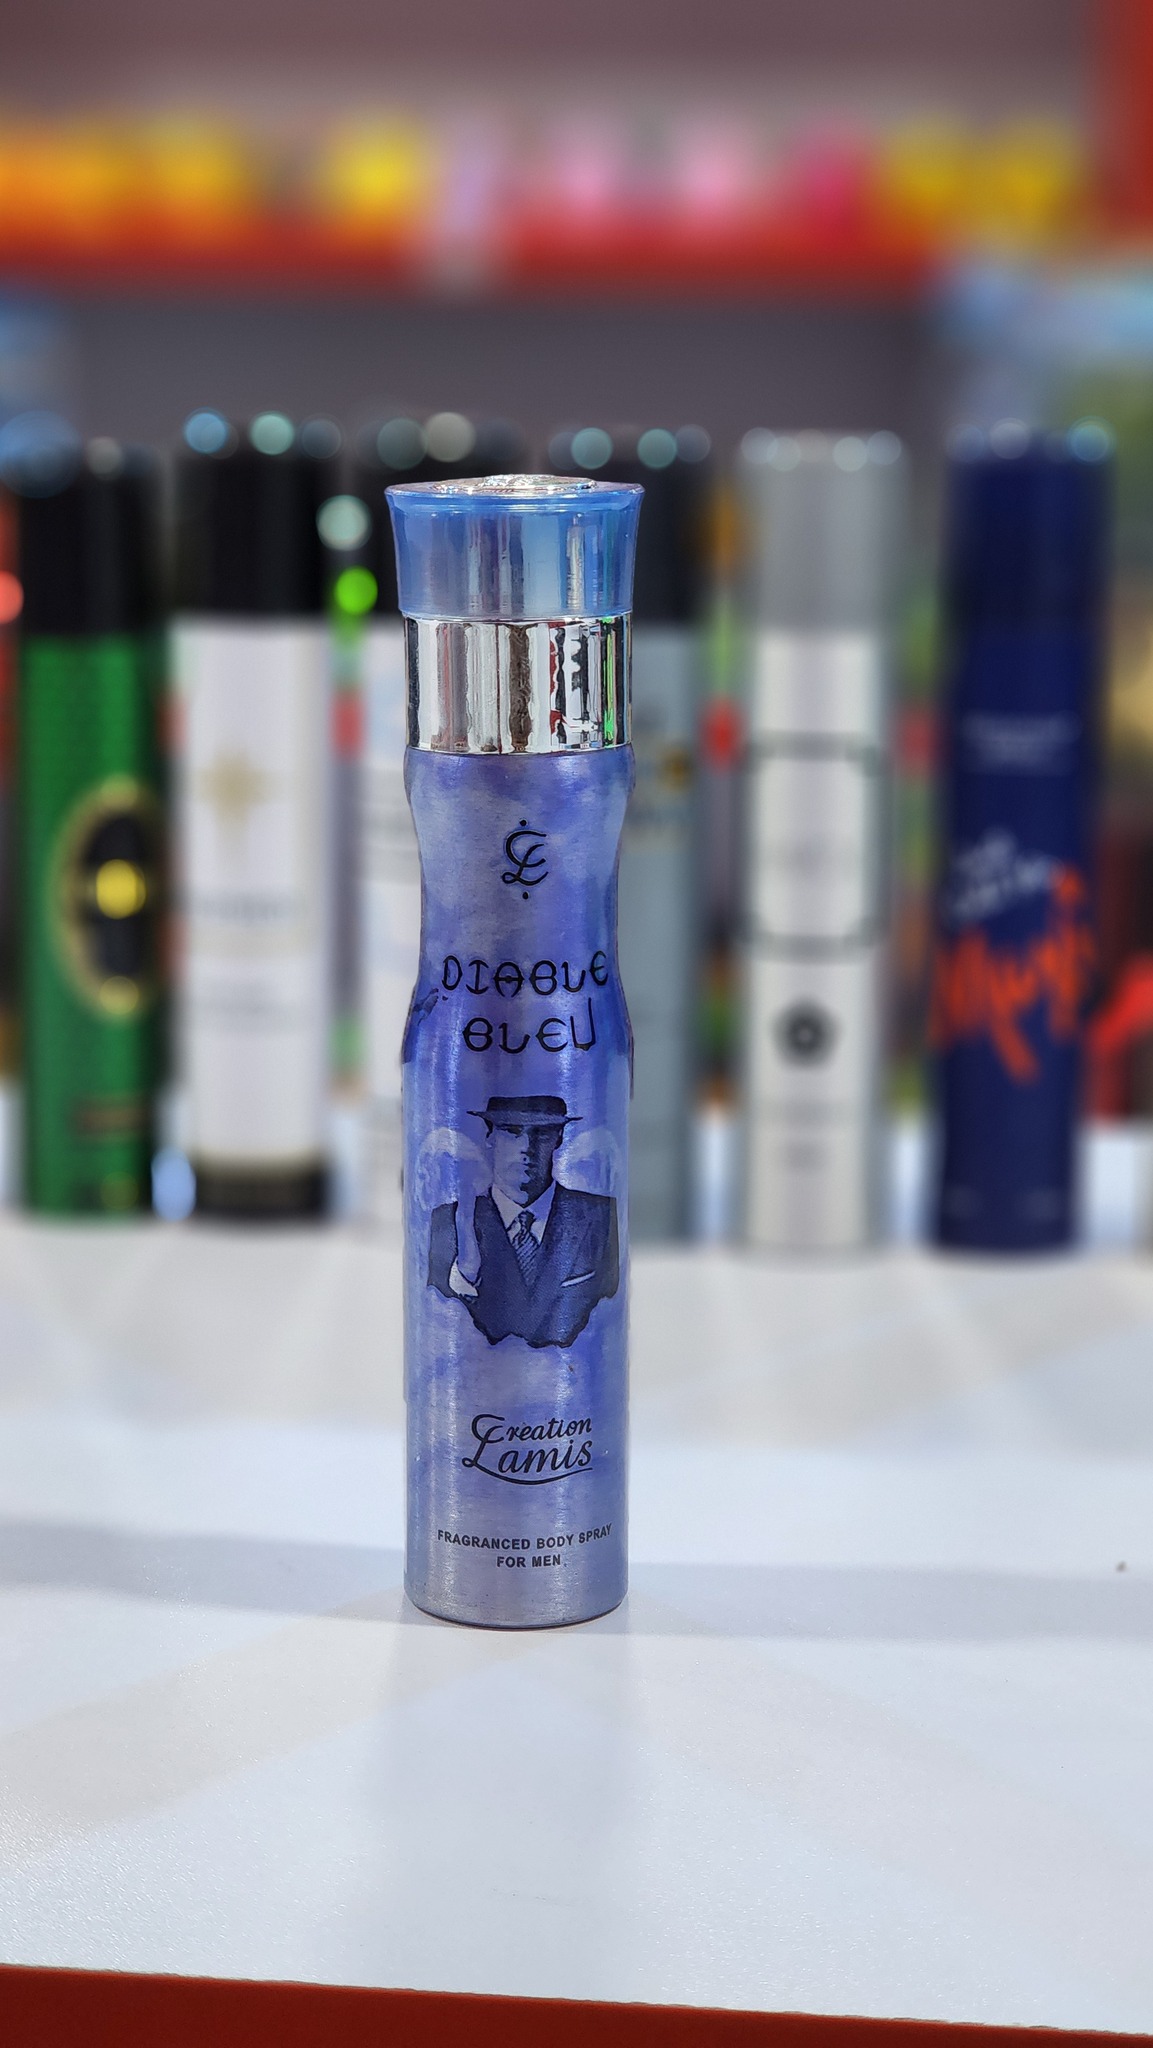 CL
DIABLE
BLEU
Creation
Lamis
FRAGRANCED BODY SPRAY
FOR MEN